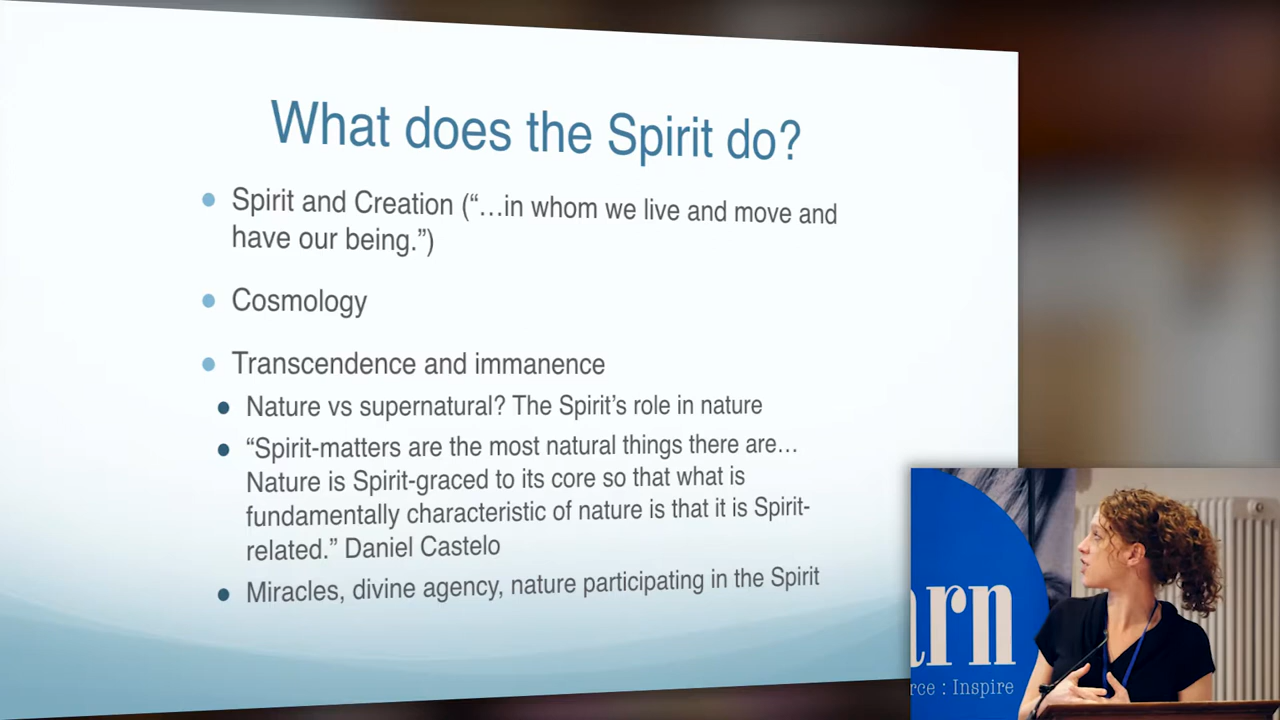 What does the Spirit do?
• Spirit and Creation (“…in whom we live and move and
have our being.”)
• Cosmology
• Transcendence and immanence
• Nature vs supernatural? The Spirit’s role in nature
• “Spirit-matters are the most natural things there are…
Nature is Spirit-graced to its core so that what is
fundamentally characteristic of nature is that it is Spirit-
related.” Daniel Castelo
• Miracles, divine agency, nature participating in the Spirit
arn
rce : Inspire